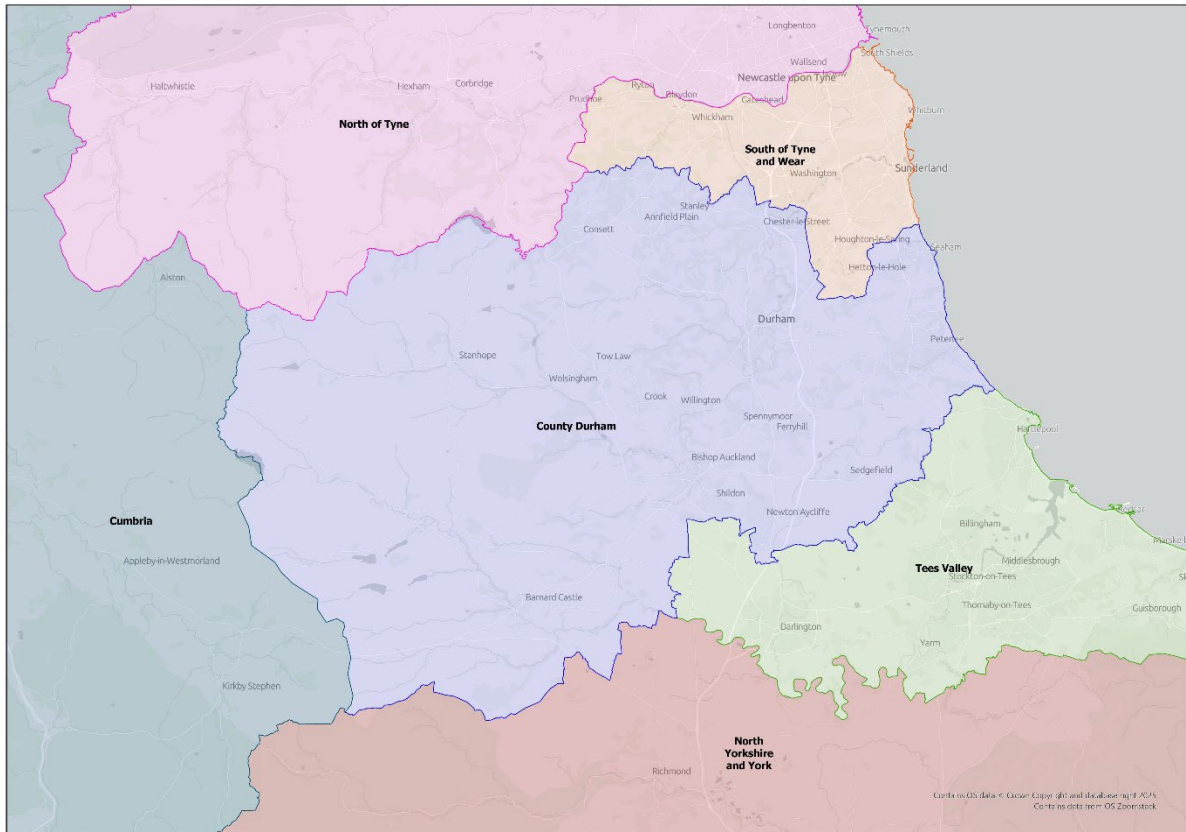 Longbenton
Tynemouth
South Shields
Wallsend
Jarrow
Newcastle upon Tyne
Haltwhistle
Hexham
Corbridge
Prudhoe
Ryton
Blaydon
Gateshead
Whickham
Whitburn
North of Tyne
South of Tyne
and Wear
Washington
Sunderland
Stanley
Annfield Plain
Chester-le-Street
Consett
Houghton-le-Spring
Seaham
Hetton-le-Hole
Alston
Durham
Peterlee
Stanhope
Tow Law
Wolsingham
Crook
Willington
Spennymoor
Ferryhill
County Durham
Hartlepool
Bishop Auckland
Sedgefield
Shildon
Newton Aycliffe
Redcar
Cumbria
Billingham
Appleby-in-Westmorland
Middlesbrough
Tees Valley
Stockton-on-Tees
Barnard Castle
Thornaby-on-Tees
Guisborough
Darlington
Yarm
Kirkby Stephen
North
Yorkshire
and York
Richmond
Contains OS data © Crown Copyright and database right 2025
Contains data from OS Zoomstack